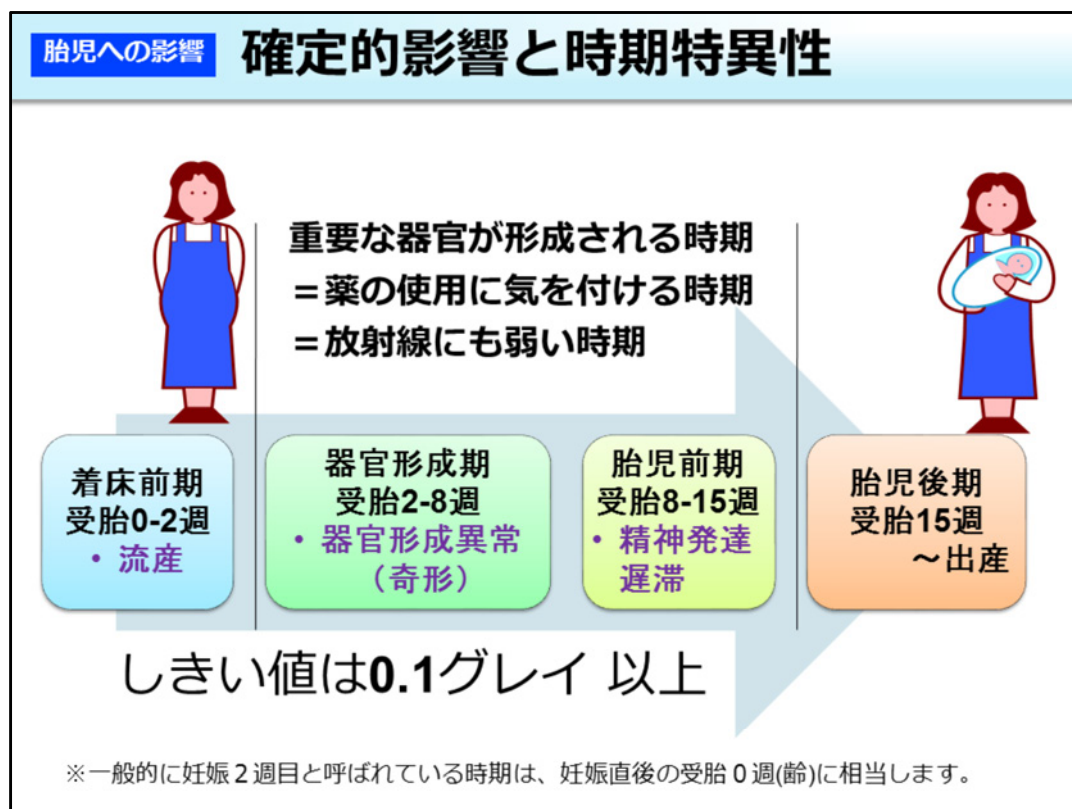 胎児への影響
確定的影響と時期特異性
重要な器官が形成される時期
＝薬の使用に気を付ける時期
＝放射線にも弱い時期
着床前期
受胎0-2週
・流産
器官形成期
受胎2-8週
・器官形成異常
（奇形）
胎児前期
受胎8-15週
・精神発達
遅滞
胎児後期
受胎15週
～出産
しきい値は0.1グレイ 以上
※一般的に妊娠２週目と呼ばれている時期は、妊娠直後の受胎０週(齢)に相当します。